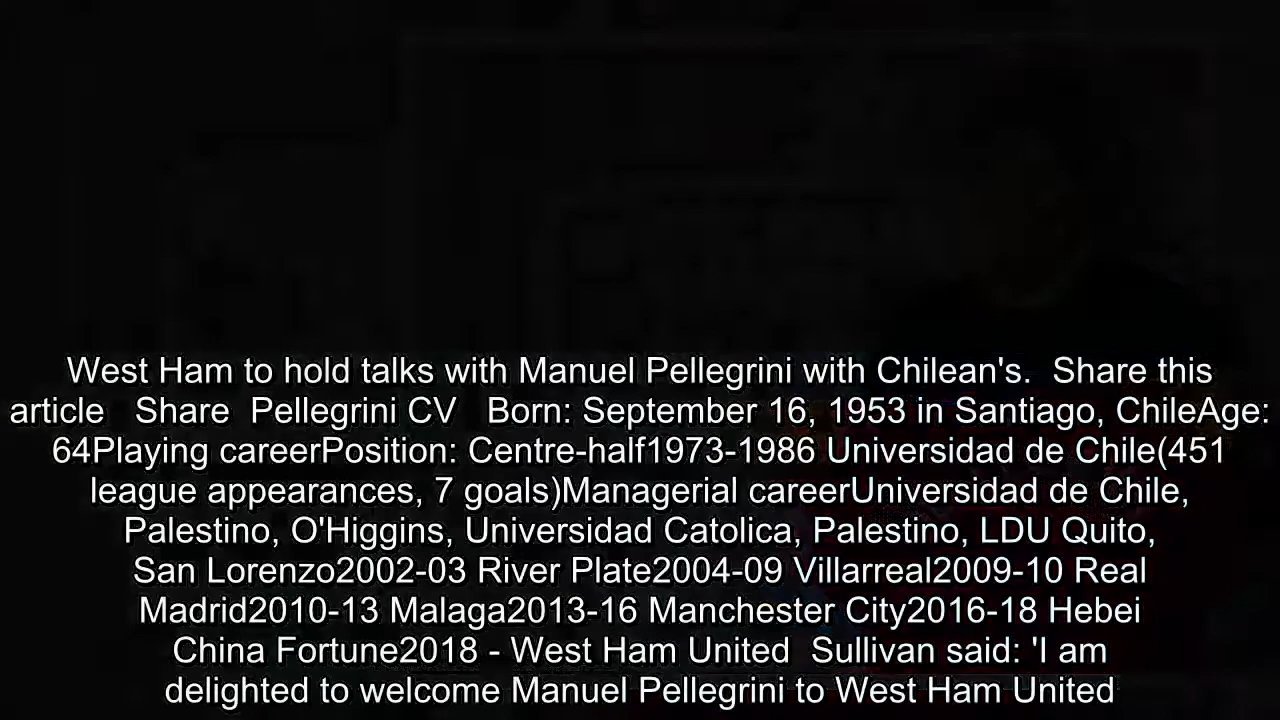 West Ham to hold talks with Manuel Pellegrini with Chilean's.  Share this
article   Share  Pellegrini CV   Born: September 16, 1953 in Santiago, ChileAge:
64Playing careerPosition: Centre-half1973-1986 Universidad de Chile(451
league appearances, 7 goals)Managerial careerUniversidad de Chile,
Palestino, O'Higgins, Universidad Catolica, Palestino, LDU Quito,
San Lorenzo2002-03 River Plate2004-09 Villarreal2009-10 Real
Madrid2010-13 Malaga2013-16 Manchester City2016-18 Hebei
China Fortune2018 - West Ham United  Sullivan said: 'I am
delighted to welcome Manuel Pellegrini to West Ham United